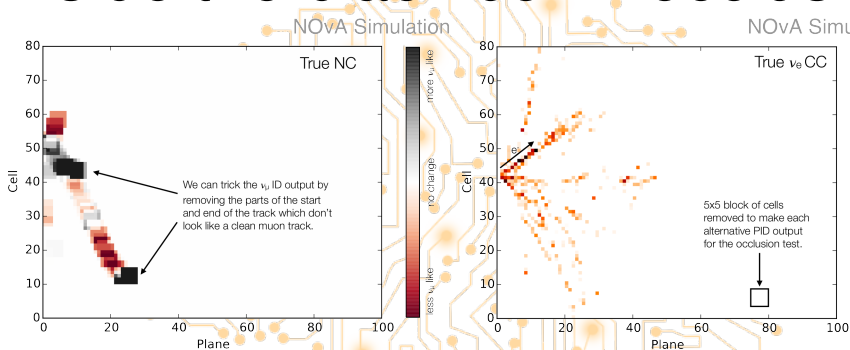 NOvA Simulation
NOvA Simu
True NC
True νe CC
We can trick the νμ ID output by
removing the parts of the start
and end of the track which don't
look like a clean muon track.
5x5 block of cells
removed to make each
alternative PID output
for the occlusion test.
e
more νμ like
no change
less νμ like
Cell
80
70
60
50
40
30
20
10
0
0 20 40 60 80 100
Plane
Cell
80
70
60
50
40
30
20
10
0
0 20 40 60 80 100
Plane